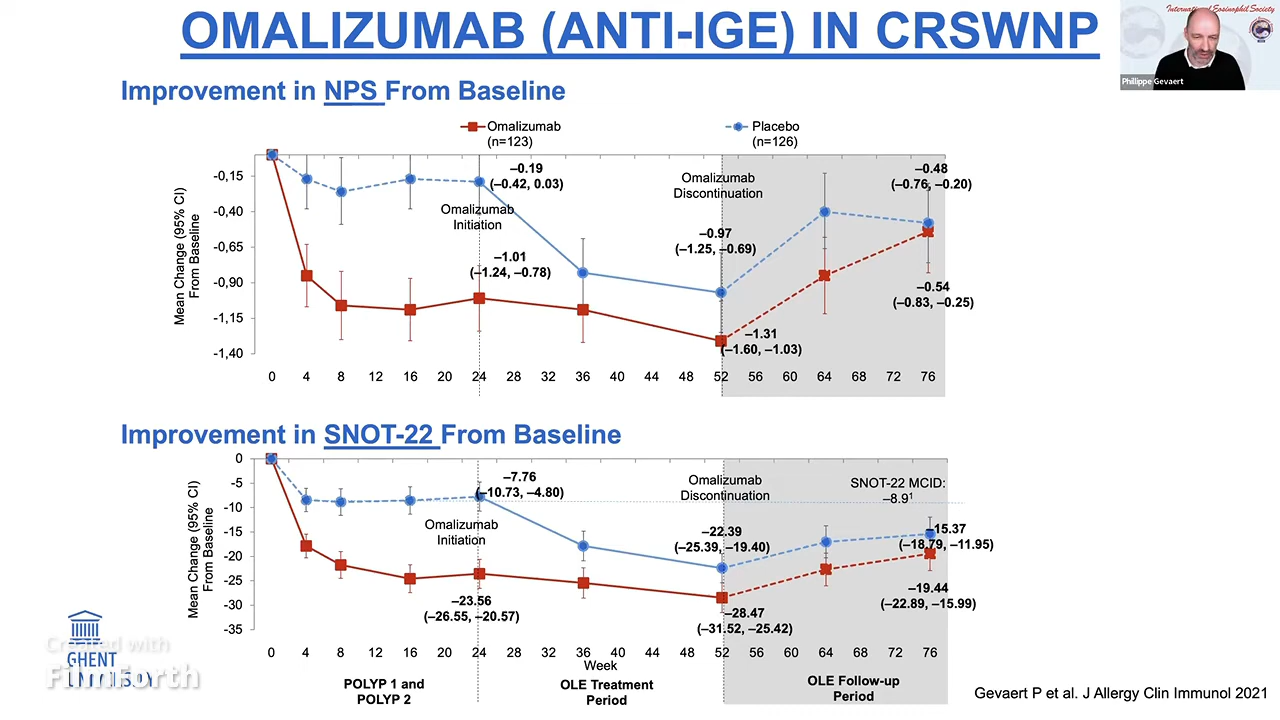 OMALIZUMAB (ANTI-IGE) IN CRSWNP
International Eosinophil Society
Philippe Gevaert
Improvement in NPS From Baseline
Omalizumab
(n=123)
Placebo
(n=126)
Mean Change (95% CI)
From Baseline
-0,15
-0,40
-0,65
-0,90
-1,15
-1,40
–0.19
(–0.42, 0.03)
Omalizumab
Initiation
–1.01
(–1.24, –0.78)
Omalizumab
Discontinuation
–0.97
(–1.25, –0.69)
–1.31
(–1.60, –1.03)
–0.48
(–0.76, –0.20)
–0.54
(–0.83, –0.25)
0 4 8 12 16 20 24 28 32 36 40 44 48 52 56 60 64 68 72 76
Improvement in SNOT-22 From Baseline
Mean Change (95% CI)
From Baseline
0
-5
-10
-15
-20
-25
-30
-35
–7.76
(–10.73, –4.80)
Omalizumab
Initiation
–23.56
(–26.55, –20.57)
Omalizumab
Discontinuation
–22.39
(–25.39, –19.40)
–28.47
(–31.52, –25.42)
SNOT-22 MCID:
–8.9¹
–15.37
(–18.79, –11.95)
–19.44
(–22.89, –15.99)
0 4 8 12 16 20 24 28 32 36 40 44 48 52 56 60 64 68 72 76
Week
POLYP 1 and
POLYP 2
OLE Treatment
Period
OLE Follow-up
Period
Created with
FilmForth
GHENT
Gevaert P et al. J Allergy Clin Immunol 2021